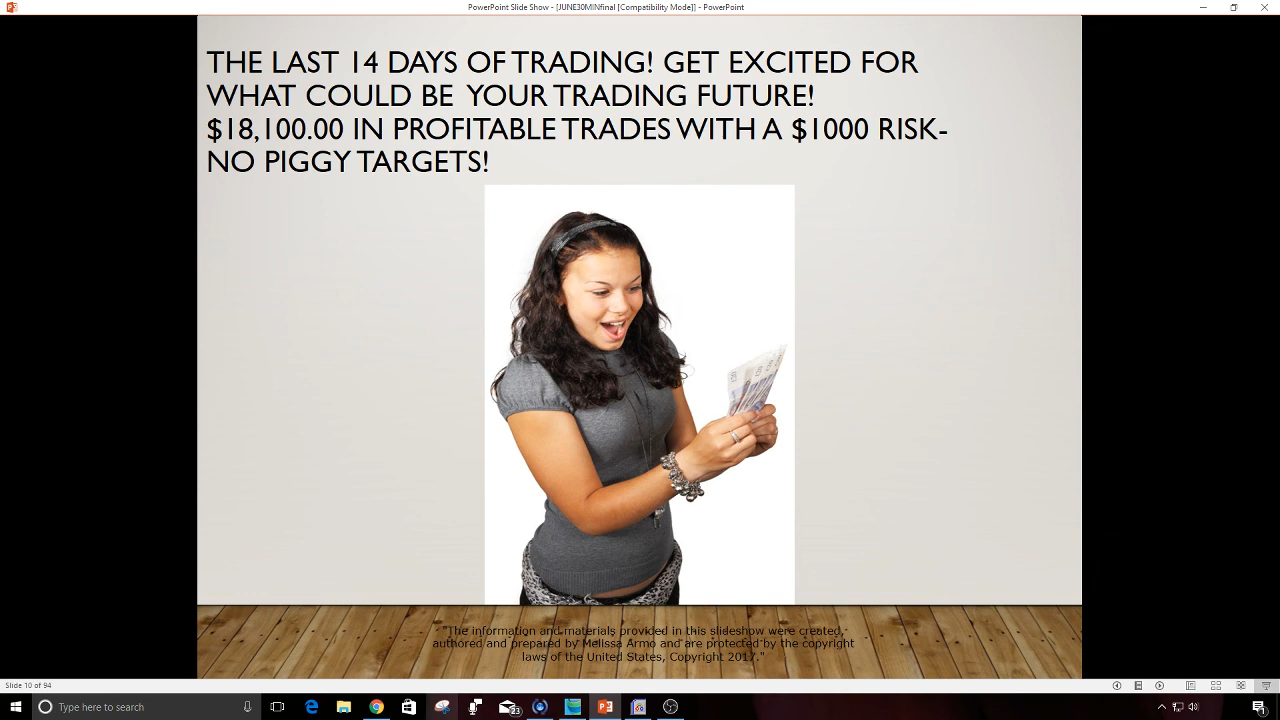 PowerPoint Slide Show - [JUNE30MINfinal [Compatibility Mode]] - PowerPoint
THE LAST 14 DAYS OF TRADING! GET EXCITED FOR
WHAT COULD BE YOUR TRADING FUTURE!
$18,100.00 IN PROFITABLE TRADES WITH A $1000 RISK-
NO PIGGY TARGETS!
"The information and materials provided in this slideshow were created,
authored and prepared by Melissa Armo and are protected by the copyright
laws of the United States, Copyright 2017."
Slide 10 of 94
Type here to search
23
1